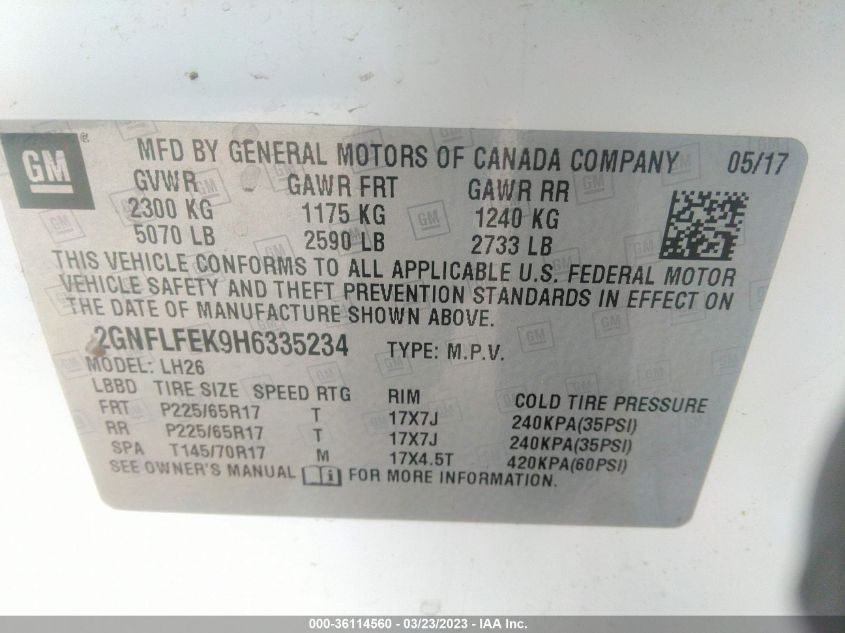 GM ® MFD BY GENERAL MOTORS OF CANADA COMPANY 05/17
GVWR GAWR FRT GAWR RR
2300 KG 1175 KG 1240 KG
5070 LB 2590 LB 2733 LB
THIS VEHICLE CONFORMS TO ALL APPLICABLE U.S. FEDERAL MOTOR
VEHICLE SAFETY AND THEFT PREVENTION STANDARDS IN EFFECT ON
THE DATE OF MANUFACTURE SHOWN ABOVE.
2GNFLFEK9H6335234 TYPE: M.P.V.
MODEL: LH26
LBBD TIRE SIZE SPEED RTG RIM COLD TIRE PRESSURE
FRT P225/65R17 T 17X7J 240KPA(35PSI)
RR P225/65R17 T 17X7J 240KPA(35PSI)
SPA T145/70R17 M 17X4.5T 420KPA(60PSI)
SEE OWNER'S MANUAL i FOR MORE INFORMATION.
000-36114560 - 03/23/2023 - IAA Inc.